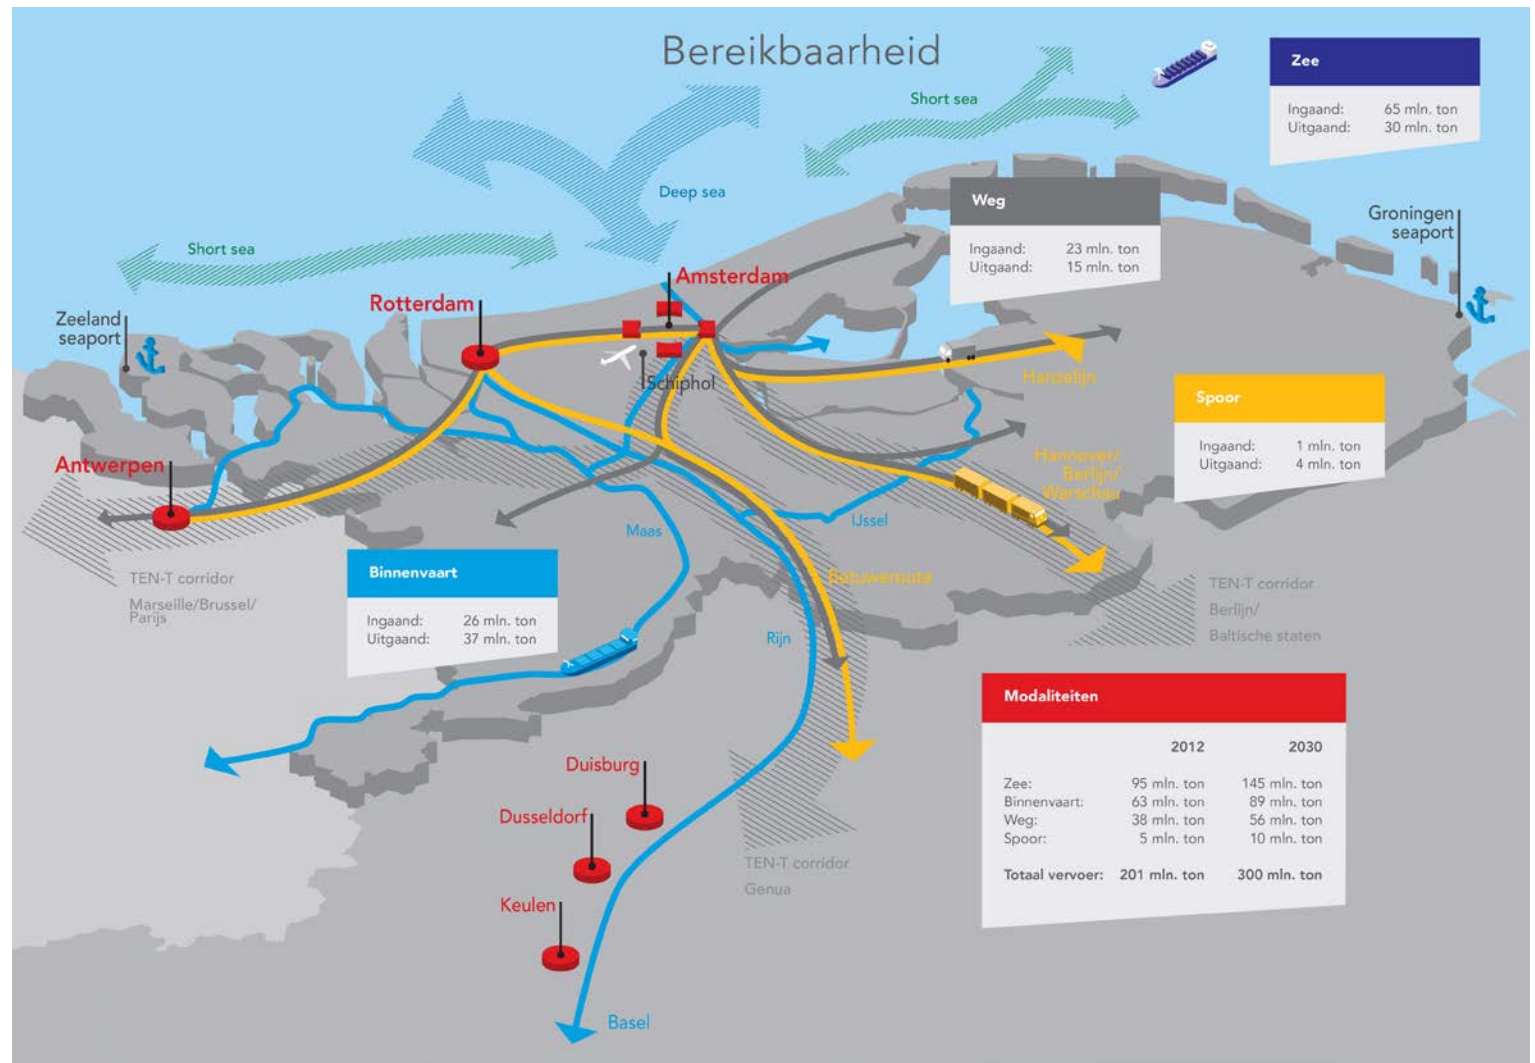 Bereikbaarheid
Zee
Ingaand: 65 mln. ton
Uitgaand: 30 mln. ton
Short sea
Deep sea
Short sea
Weg
Ingaand: 23 mln. ton
Uitgaand: 15 mln. ton
Groningen
seaport
Amsterdam
Rotterdam
Zeeland
seaport
Schiphol
Hanzelijn
Spoor
Ingaand: 1 mln. ton
Uitgaand: 4 mln. ton
Antwerpen
Hannover/
Berlijn/
Warschau
IJssel
Maas
TEN-T corridor
Marseille/Brussel/
Parijs
Binnenvaart
Ingaand: 26 mln. ton
Uitgaand: 37 mln. ton
Betuweroute
TEN-T corridor
Berlijn/
Baltische staten
Rijn
Modaliteiten
2012 2030
Zee: 95 mln. ton 145 mln. ton
Binnenvaart: 63 mln. ton 89 mln. ton
Weg: 38 mln. ton 56 mln. ton
Spoor: 5 mln. ton 10 mln. ton
Totaal vervoer: 201 mln. ton 300 mln. ton
Duisburg
Dusseldorf
Keulen
TEN-T corridor
Genua
Basel